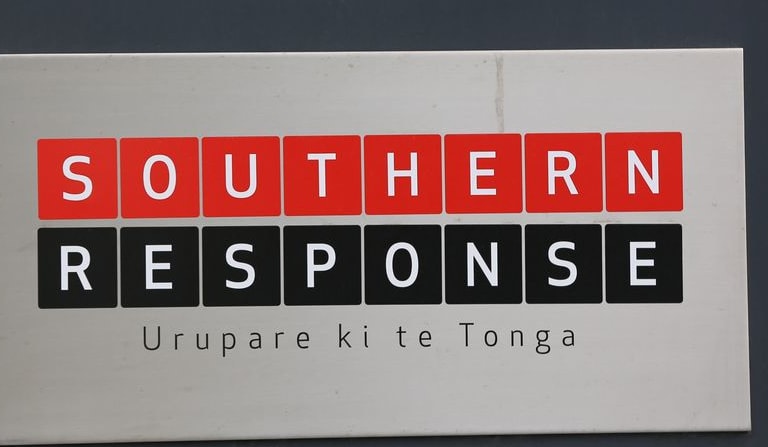 SOUTHERN
RESPONSE
Urupare ki te Tonga